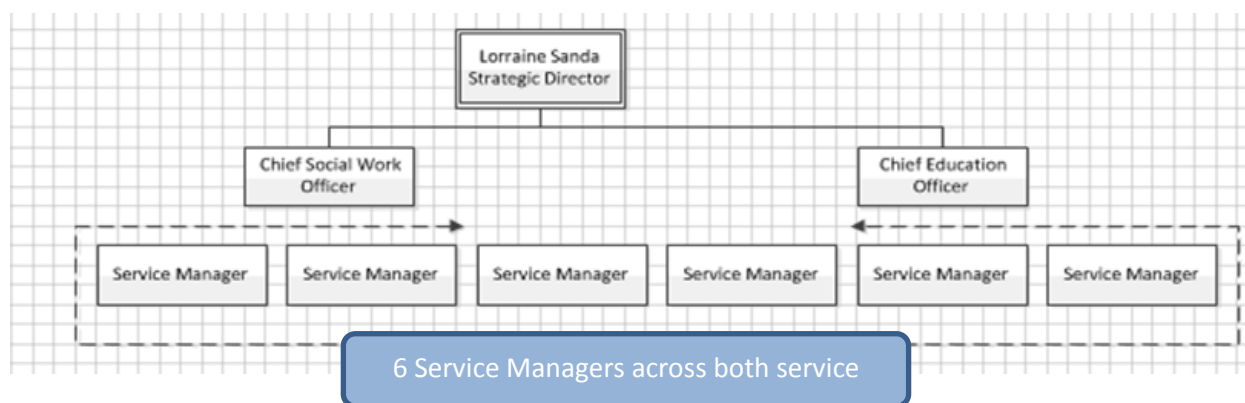 Lorraine Sanda
Strategic Director
Chief Social Work
Officer
Chief Education
Officer
Service Manager
Service Manager
Service Manager
Service Manager
Service Manager
Service Manager
6 Service Managers across both service